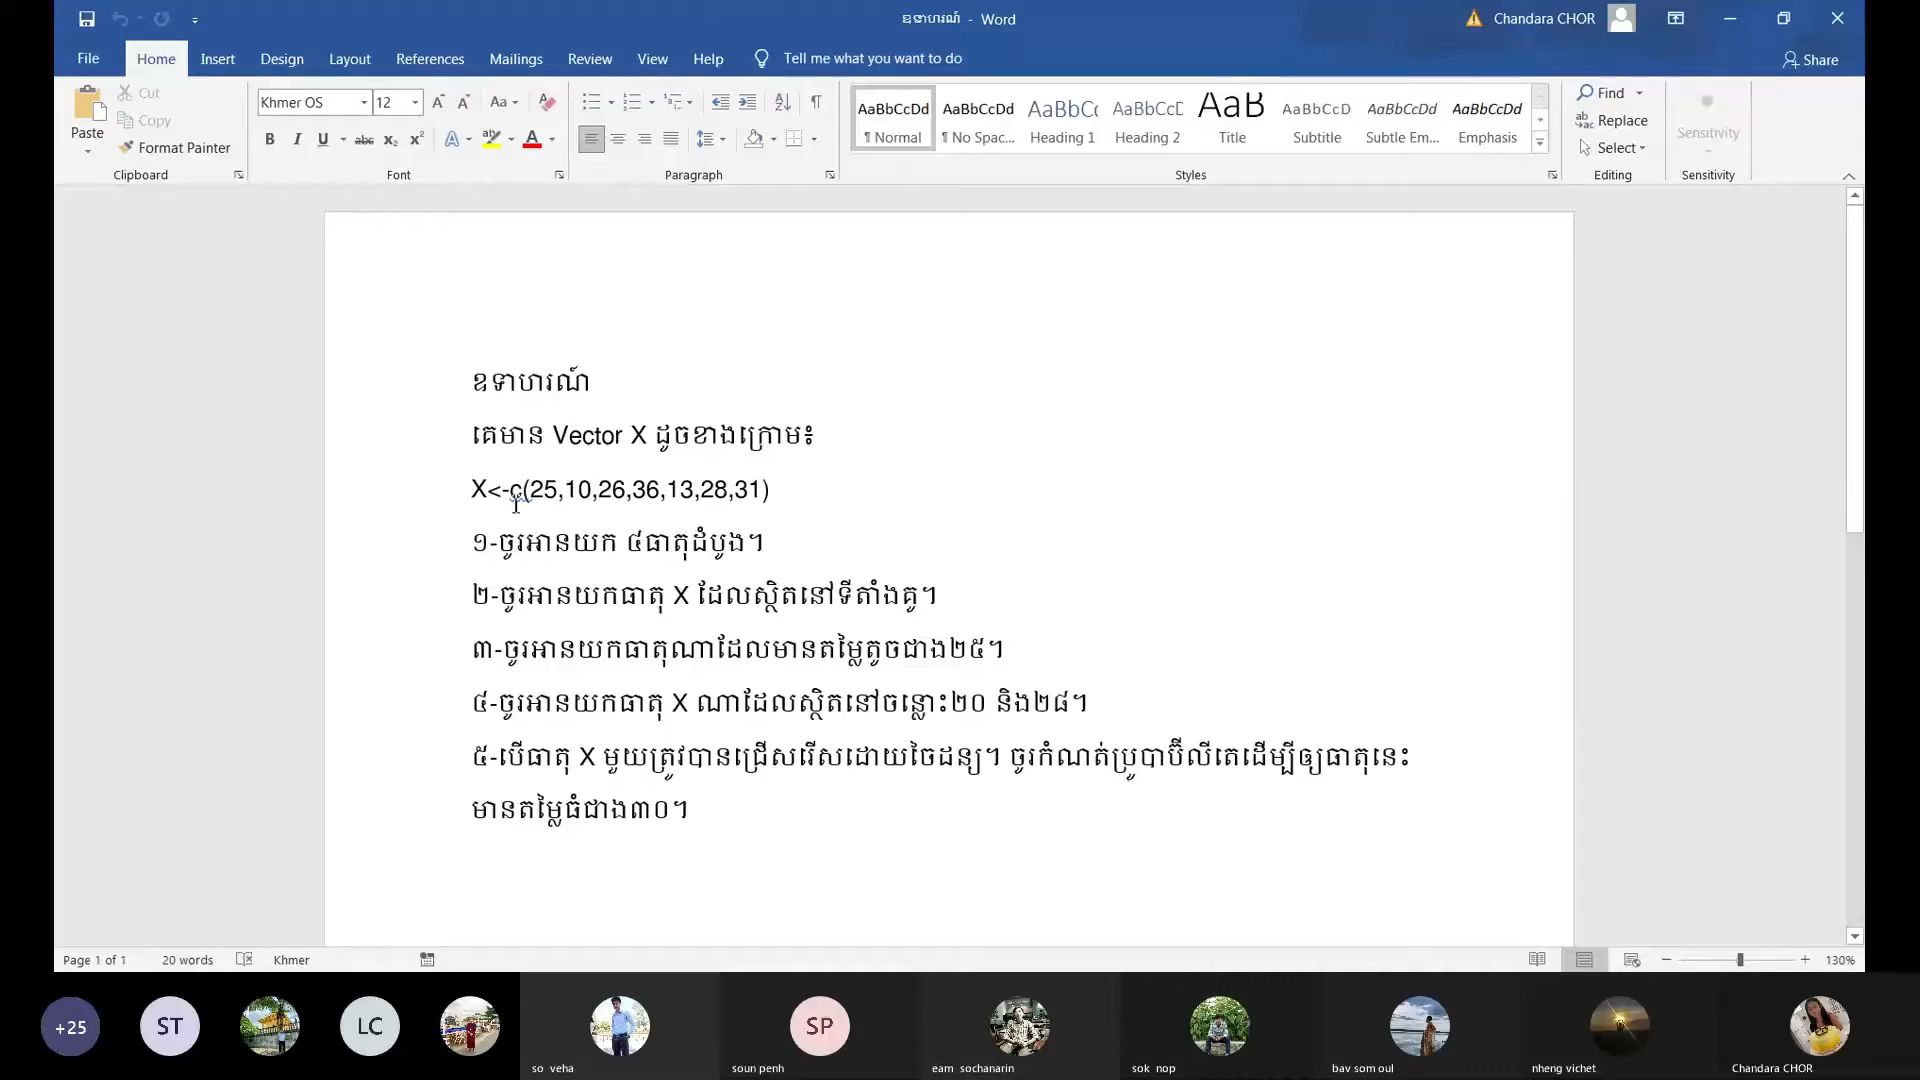 ឧទាហរណ៍ - Word
Chandara CHOR
File Home Insert Design Layout References Mailings Review View Help Tell me what you want to do
Share
Paste
Cut
Copy
Format Painter
Clipboard
Khmer OS 12
Font
Paragraph
AaBbCcDd AaBbCcDd AaBbCc AaBbCcD AaB AaBbCcD AaBbCcDd AaBbCcDd
¶ Normal ¶ No Spac... Heading 1 Heading 2 Title Subtitle Subtle Em... Emphasis
Styles
Find
Replace
Select
Editing
Sensitivity
Sensitivity
ឧទាហរណ៍
គេមាន Vector X ដូចខាងក្រោម៖
X<-c(25,10,26,36,13,28,31)
១-ចូរអានយក ៤ធាតុដំបូង។
២-ចូរអានយកធាតុ X ដែលស្ថិតនៅទីតាំងគូ។
៣-ចូរអានយកធាតុណាដែលមានតម្លៃតូចជាង២៥។
៤-ចូរអានយកធាតុ X ណាដែលស្ថិតនៅចន្លោះ២០ និង២៨។
៥-បើធាតុ X មួយត្រូវបានជ្រើសរើសដោយចៃដន្យ។ ចូរកំណត់ប្រូបាប៊ីលីតេដើម្បីឲ្យធាតុនេះ
មានតម្លៃធំជាង៣០។
Page 1 of 1 20 words Khmer
130%
+25 ST LC SP
so veha soun penh eam sochanarin sok nop bav som oul nheng vichet Chandara CHOR